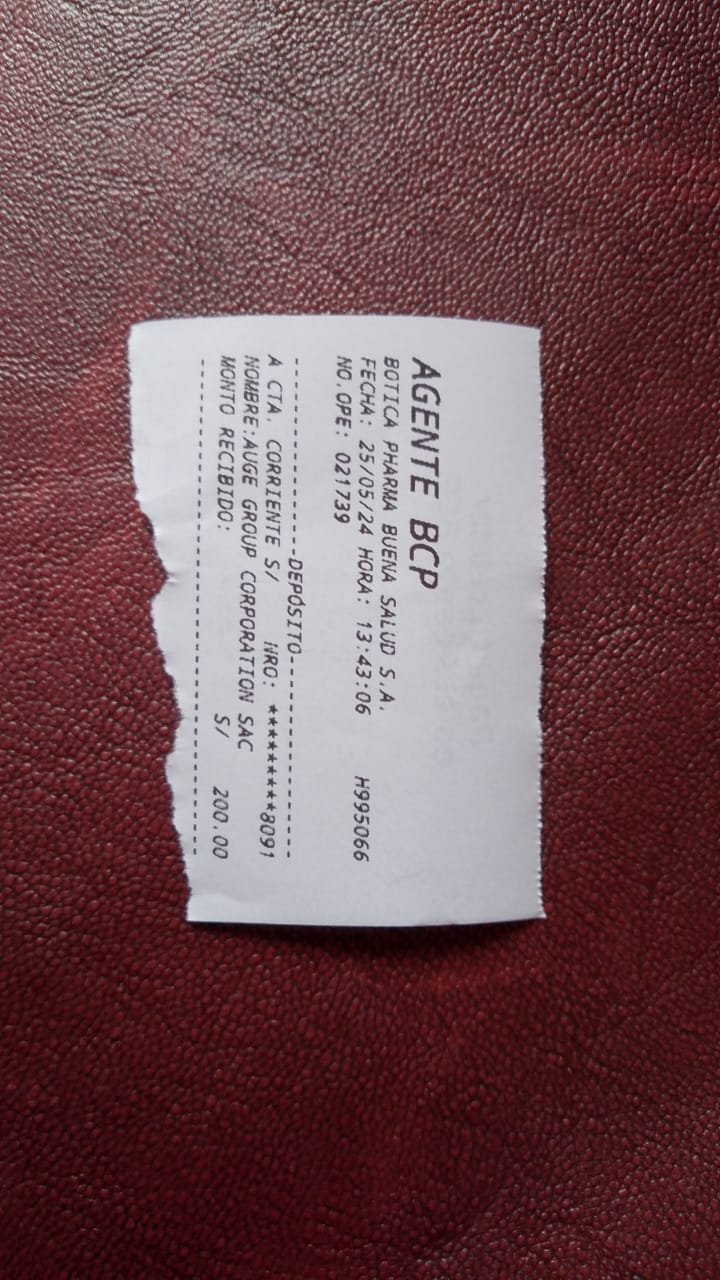 AGENTE BCP
BOTICA PHARMA BUENA SALUD S.A.
FECHA: 25/05/24 HORA: 13:43:06 H995066
NO.OPE: 021739
--------------------DEPÓSITO--------------------
A CTA. CORRIENTE S/ NRO: *********8091
NOMBRE:AUGE GROUP CORPORATION SAC
MONTO RECIBIDO: S/ 200.00
------------------------------------------------